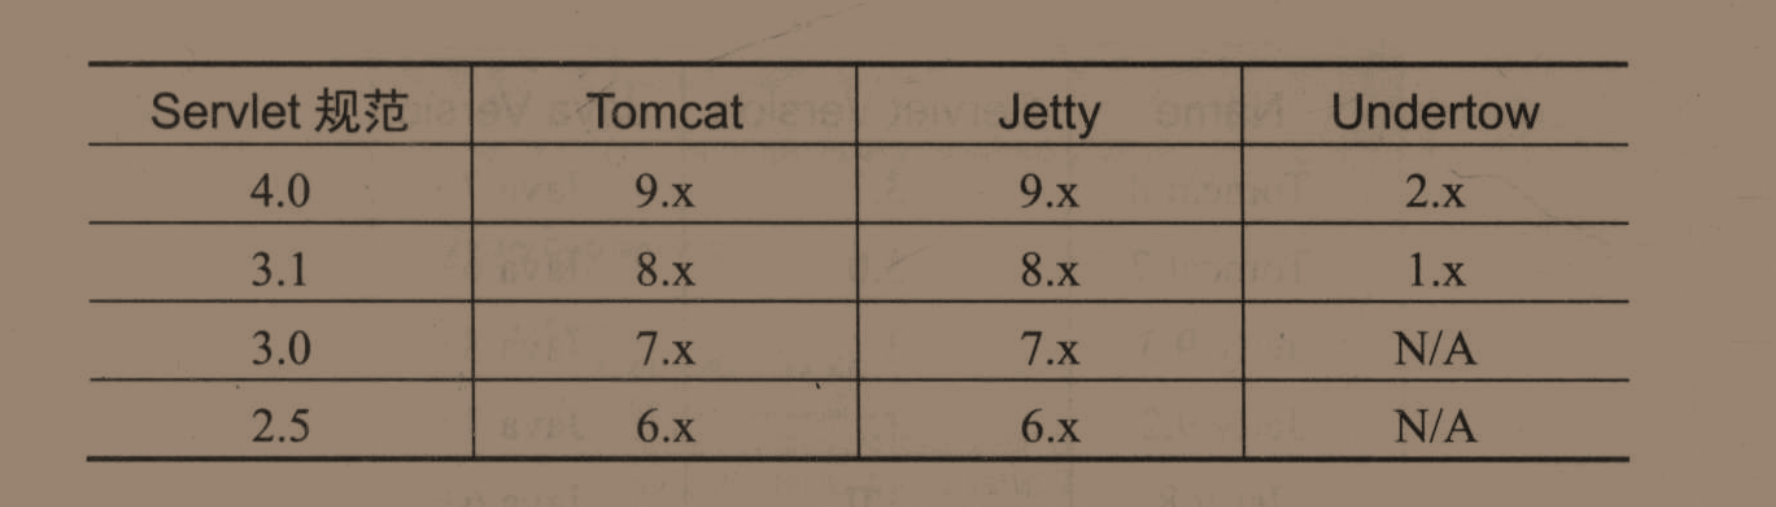 Servlet 规范 Tomcat Jetty Undertow
4.0 9.x 9.x 2.x
3.1 8.x 8.x 1.x
3.0 7.x 7.x N/A
2.5 6.x 6.x N/A